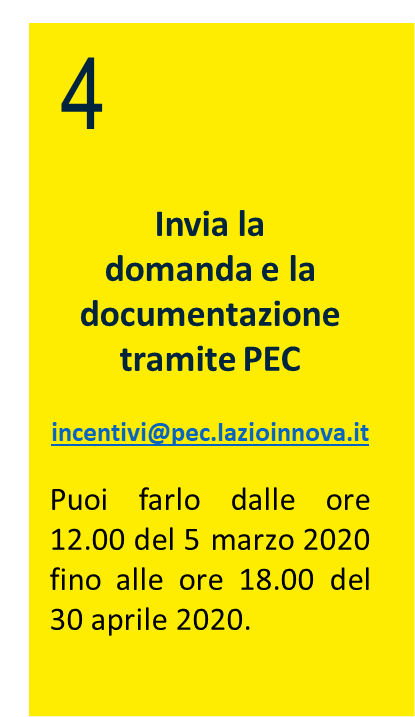 4
Invia la
domanda e la
documentazione
tramite PEC
incentivi@pec.lazioinnova.it
Puoi farlo dalle ore
12.00 del 5 marzo 2020
fino alle ore 18.00 del
30 aprile 2020.